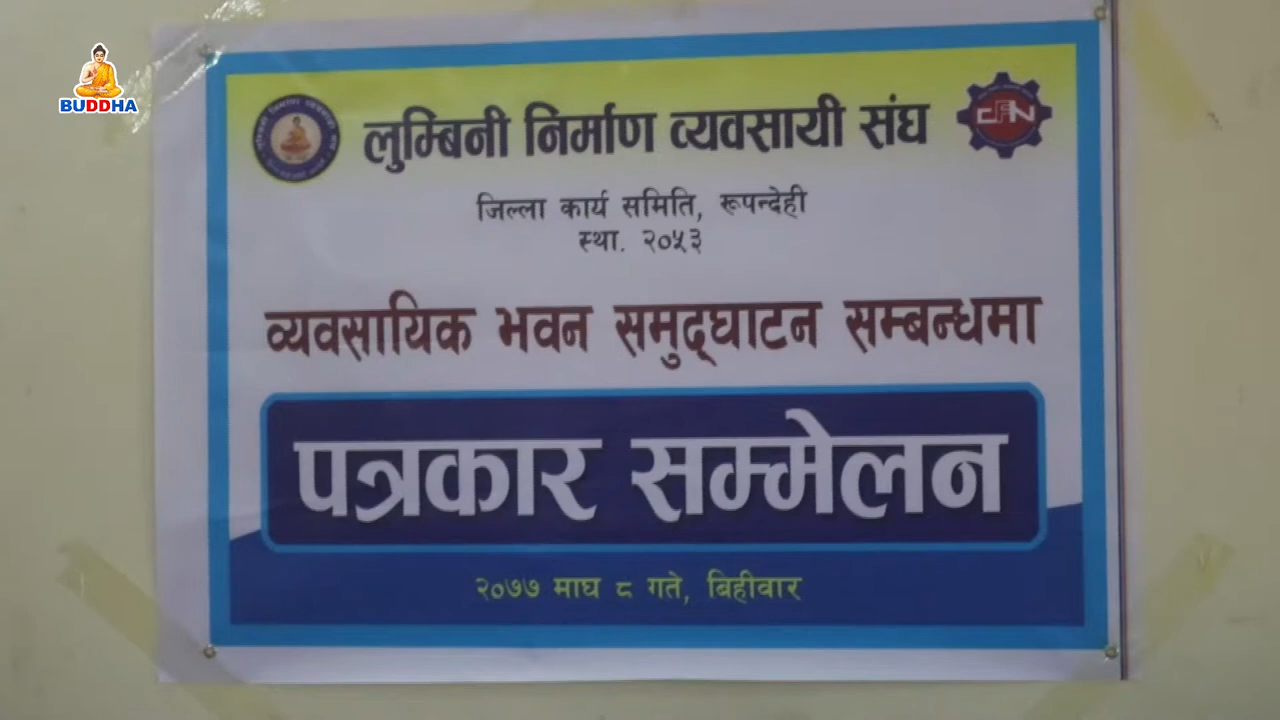 BUDDHA
लुम्बिनी निर्माण व्यवसायी संघ
CAN
जिल्ला कार्य समिति, रूपन्देही
स्था. २०५३
व्यवसायिक भवन समुद्घाटन सम्बन्धमा
पत्रकार सम्मेलन
२०७७ माघ ८ गते, बिहीवार